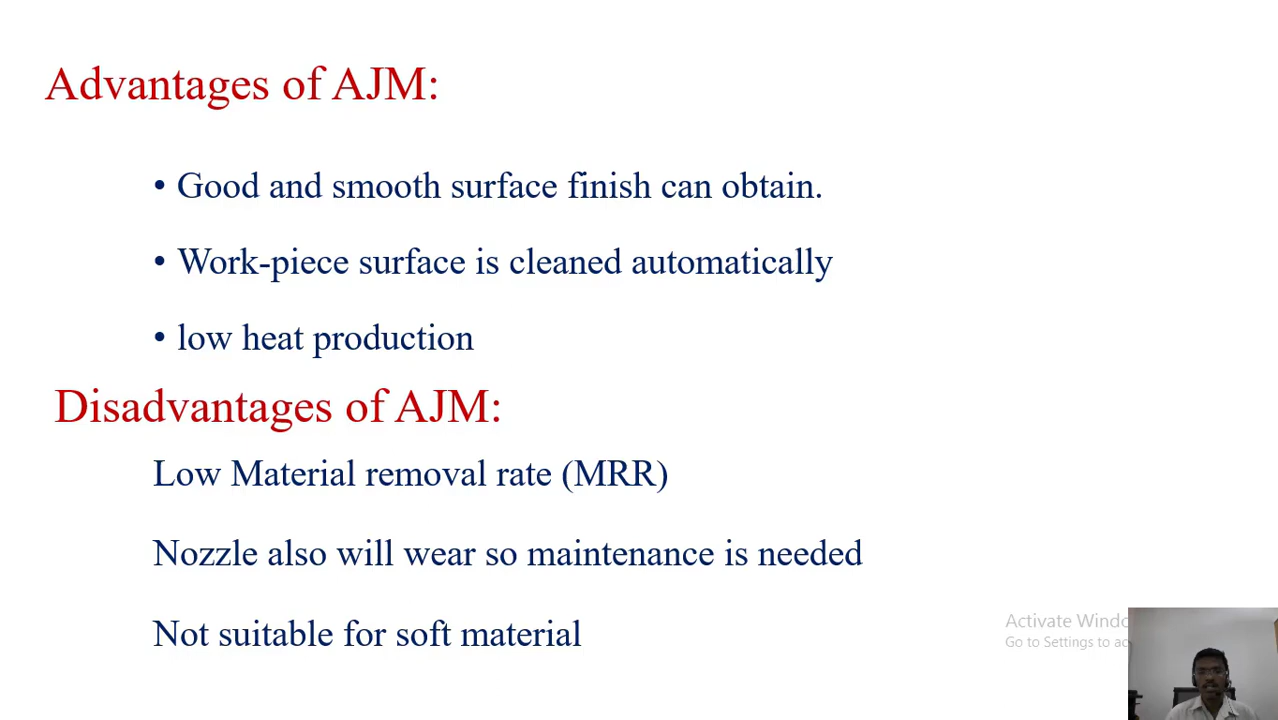 Advantages of AJM:
• Good and smooth surface finish can obtain.
• Work-piece surface is cleaned automatically
• low heat production
Disadvantages of AJM:
Low Material removal rate (MRR)
Nozzle also will wear so maintenance is needed
Not suitable for soft material
Activate
Go to Settings to